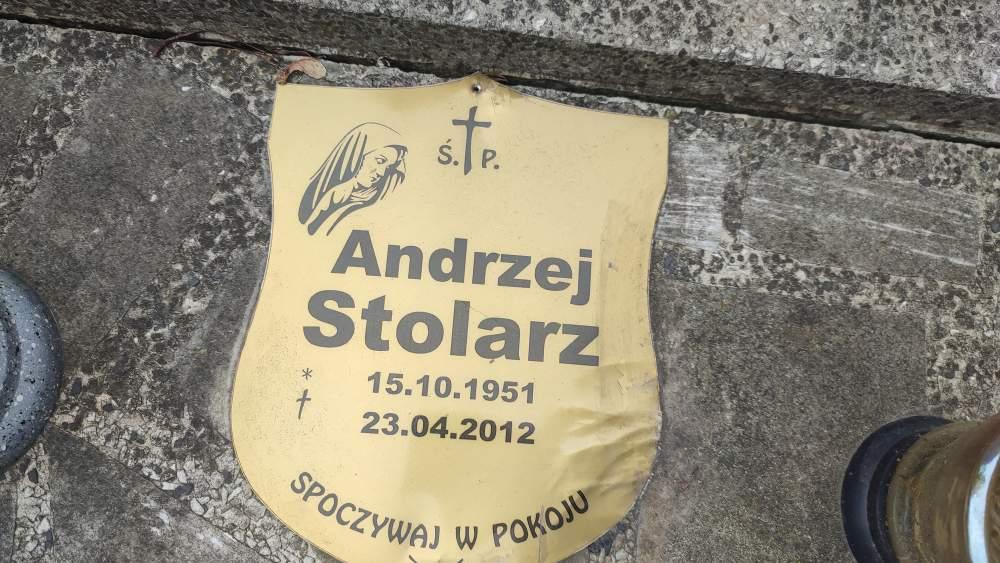 Ś. P.
Andrzej
Stolarz
* 15.10.1951
† 23.04.2012
SPOCZYWAJ W POKOJU